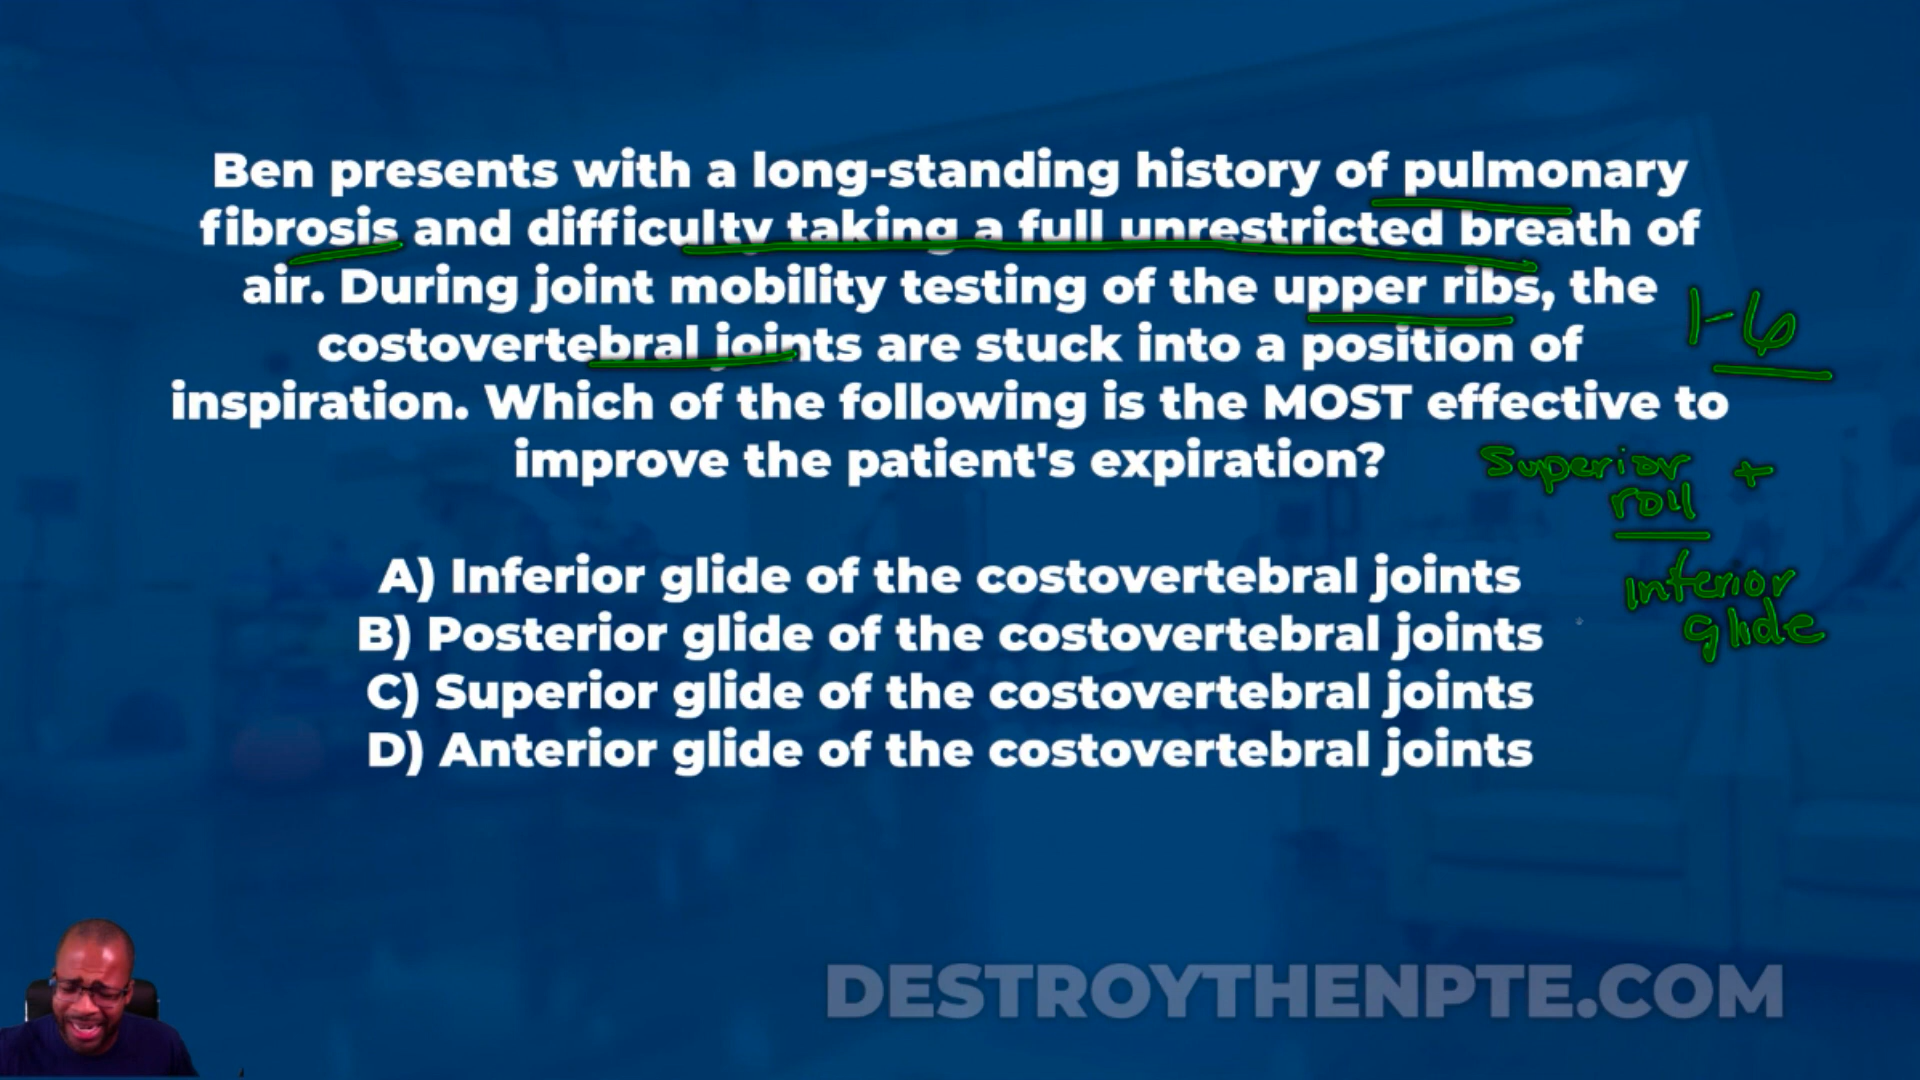 Ben presents with a long-standing history of pulmonary
fibrosis and difficulty taking a full unrestricted breath of
air. During joint mobility testing of the upper ribs, the
costovertebral joints are stuck into a position of
inspiration. Which of the following is the MOST effective to
improve the patient's expiration?
1-6
Superior +
roll
Inferior
glide
A) Inferior glide of the costovertebral joints
B) Posterior glide of the costovertebral joints
C) Superior glide of the costovertebral joints
D) Anterior glide of the costovertebral joints
DESTROYTHENPTE.COM